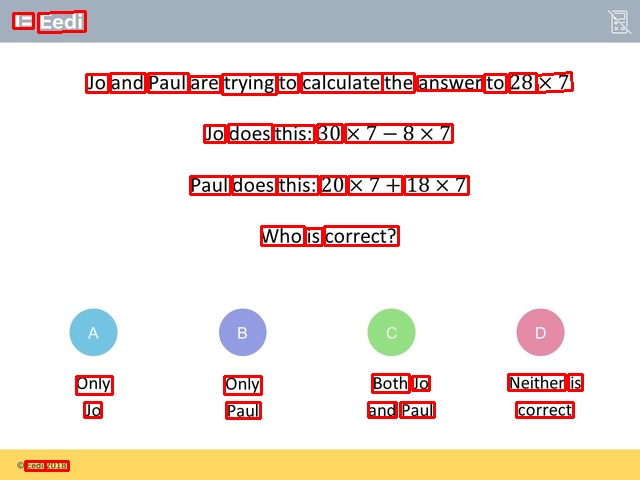 Eedi
Jo and Paul are trying to calculate the answer to 28 × 7
Jo does this: 30 × 7 − 8 × 7
Paul does this: 20 × 7 + 18 × 7
Who is correct?
A B C D
Only Only Both Jo Neither is
Jo Paul and Paul correct
© Eedi 2018